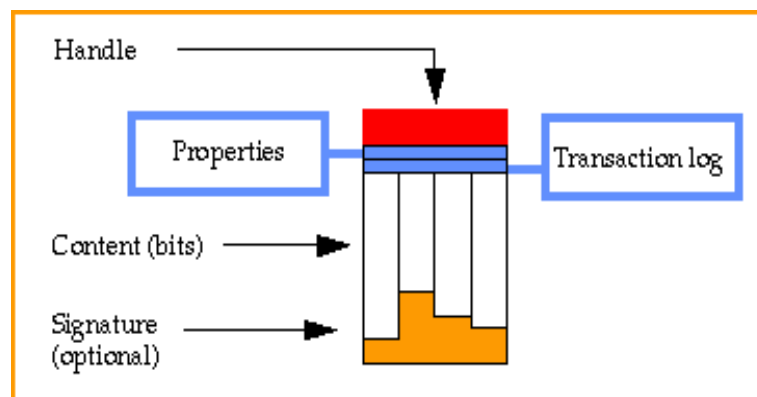 Handle
Properties
Transaction log
Content (bits)
Signature
(optional)